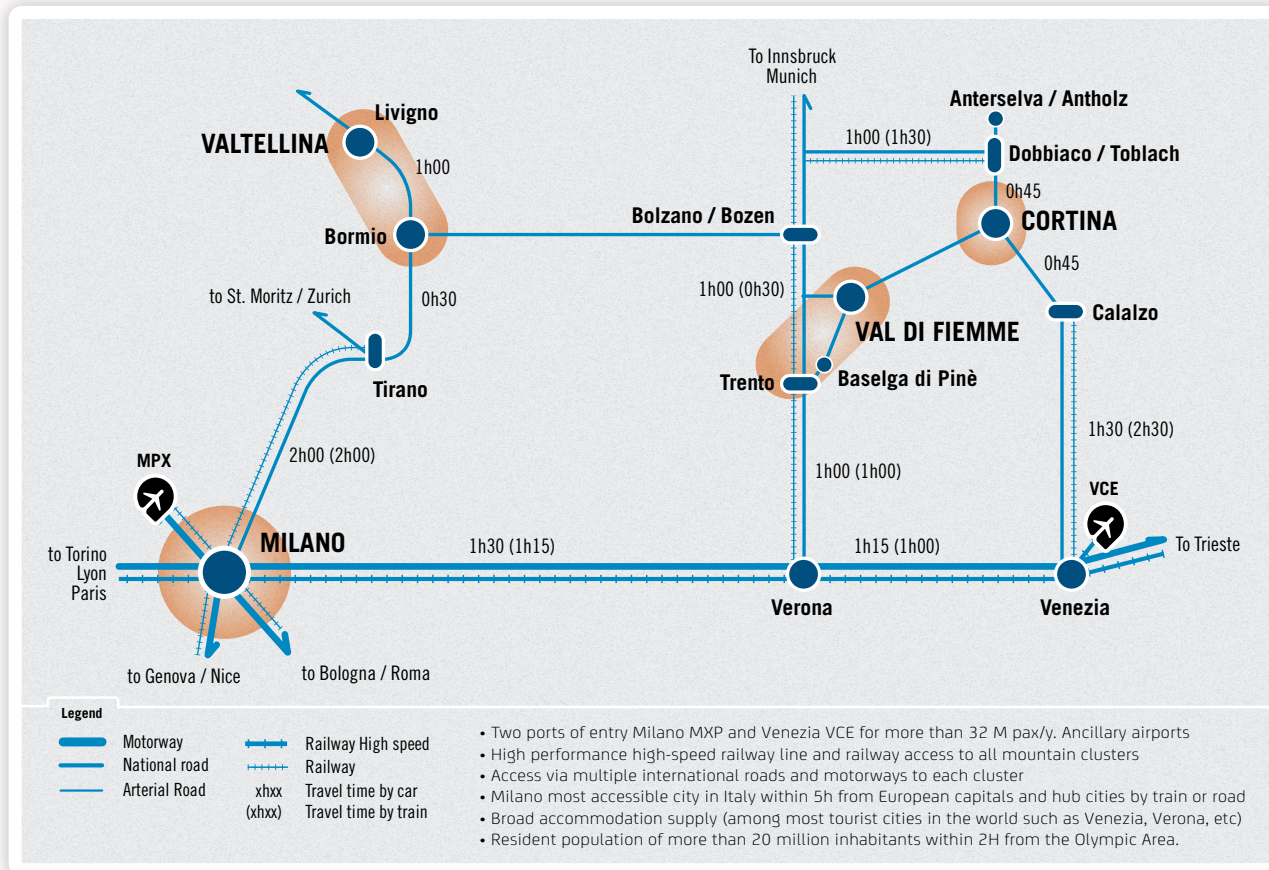 To Innsbruck
Munich
Anterselva / Antholz
Livigno
VALTELLINA
1h00 (1h30)
Dobbiaco / Toblach
1h00
0h45
Bolzano / Bozen
CORTINA
Bormio
0h45
to St. Moritz / Zurich
0h30
1h00 (0h30)
Calalzo
VAL DI FIEMME
Tirano
Trento
Baselga di Pinè
1h30 (2h30)
2h00 (2h00)
MPX
1h00 (1h00)
VCE
MILANO
1h30 (1h15)
1h15 (1h00)
to Torino
Lyon
Paris
To Trieste
Verona
Venezia
to Genova / Nice
to Bologna / Roma
Legend
Motorway
National road
Arterial Road
Railway High speed
Railway
xhxx Travel time by car
(xhxx) Travel time by train
• Two ports of entry Milano MXP and Venezia VCE for more than 32 M pax/y. Ancillary airports
• High performance high-speed railway line and railway access to all mountain clusters
• Access via multiple international roads and motorways to each cluster
• Milano most accessible city in Italy within 5h from European capitals and hub cities by train or road
• Broad accommodation supply (among most tourist cities in the world such as Venezia, Verona, etc)
• Resident population of more than 20 million inhabitants within 2H from the Olympic Area.